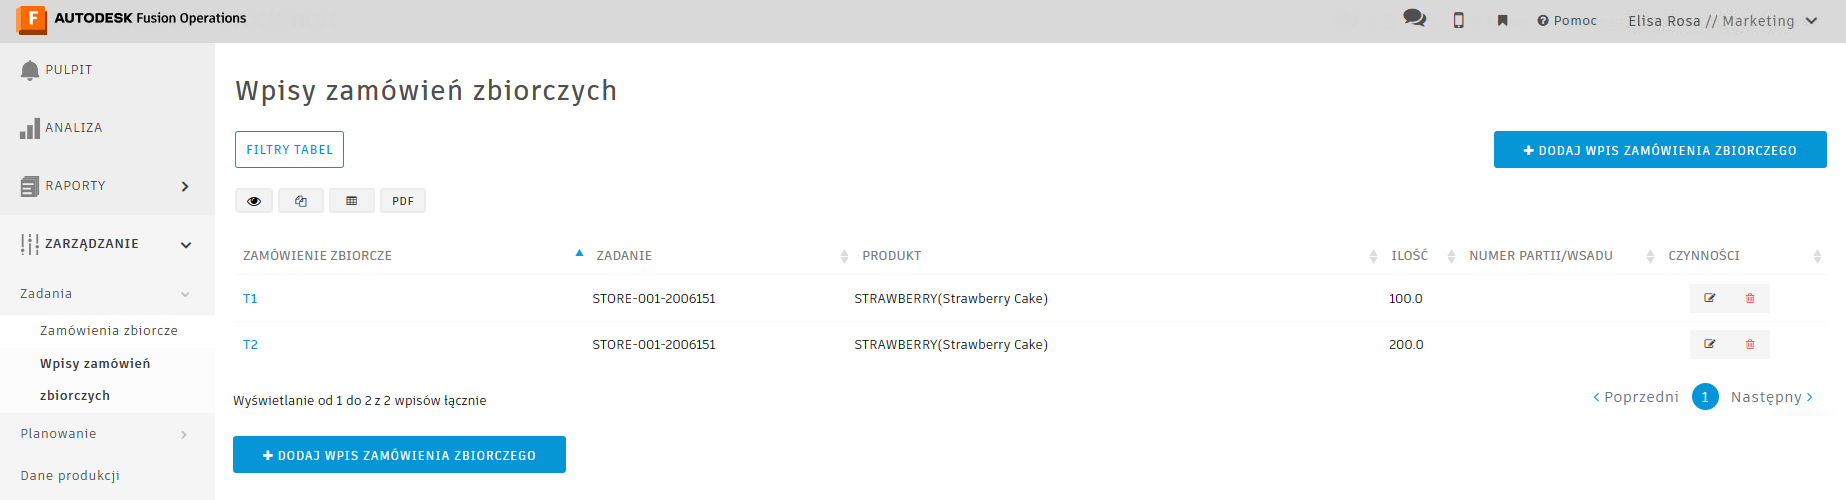 AUTODESK Fusion Operations
Pomoc
Elisa Rosa // Marketing
PULPIT
ANALIZA
RAPORTY
ZARZĄDZANIE
Zadania
Zamówienia zbiorcze
Wpisy zamówień
zbiorczych
Planowanie
Dane produkcji
Wpisy zamówień zbiorczych
FILTRY TABEL
+ DODAJ WPIS ZAMÓWIENIA ZBIORCZEGO
PDF
ZAMÓWIENIE ZBIORCZE ZADANIE PRODUKT ILOŚĆ NUMER PARTII/WSADU CZYNNOŚCI
T1 STORE-001-2006151 STRAWBERRY(Strawberry Cake) 100.0
T2 STORE-001-2006151 STRAWBERRY(Strawberry Cake) 200.0
Wyświetlanie od 1 do 2 z 2 wpisów łącznie
‹ Poprzedni 1 Następny ›
+ DODAJ WPIS ZAMÓWIENIA ZBIORCZEGO